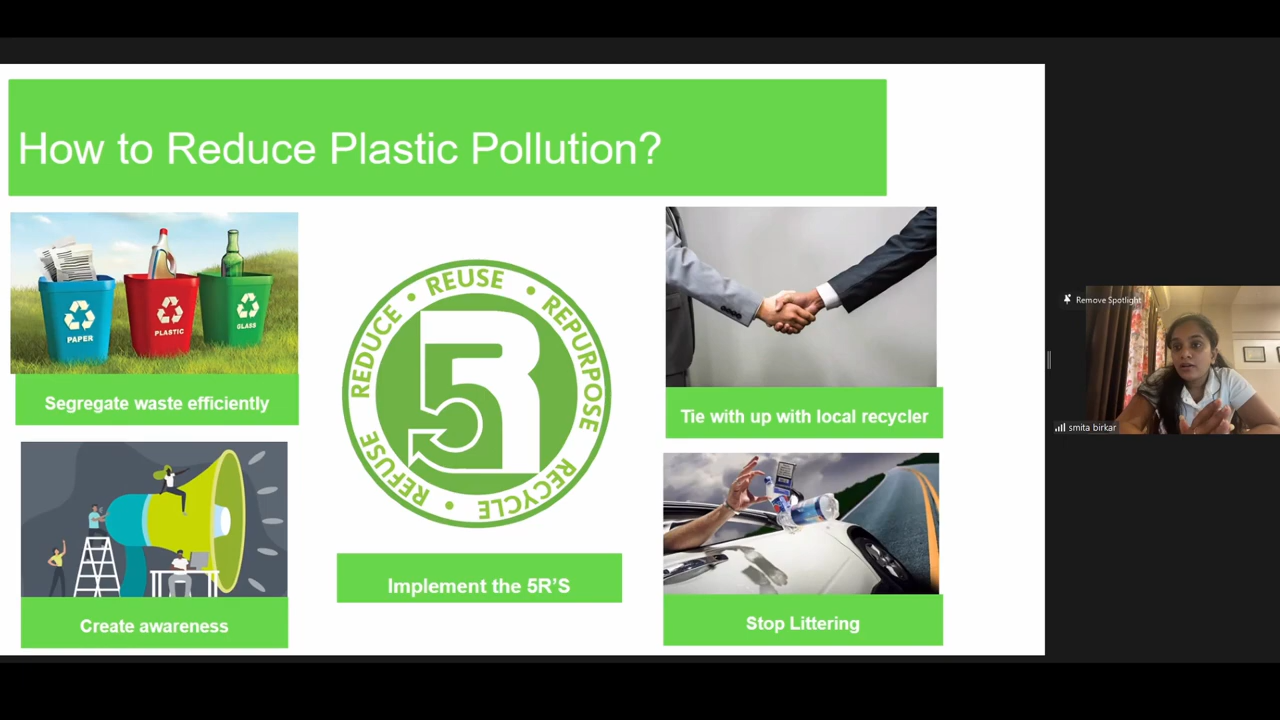 How to Reduce Plastic Pollution?
PAPER
PLASTIC
GLASS
Segregate waste efficiently
REFUSE • REDUCE • REUSE • REPURPOSE RECYCLE •
5R
Tie with up with local recycler
Create awareness
Implement the 5R'S
Stop Littering
Remove Spotlight
smita birkar